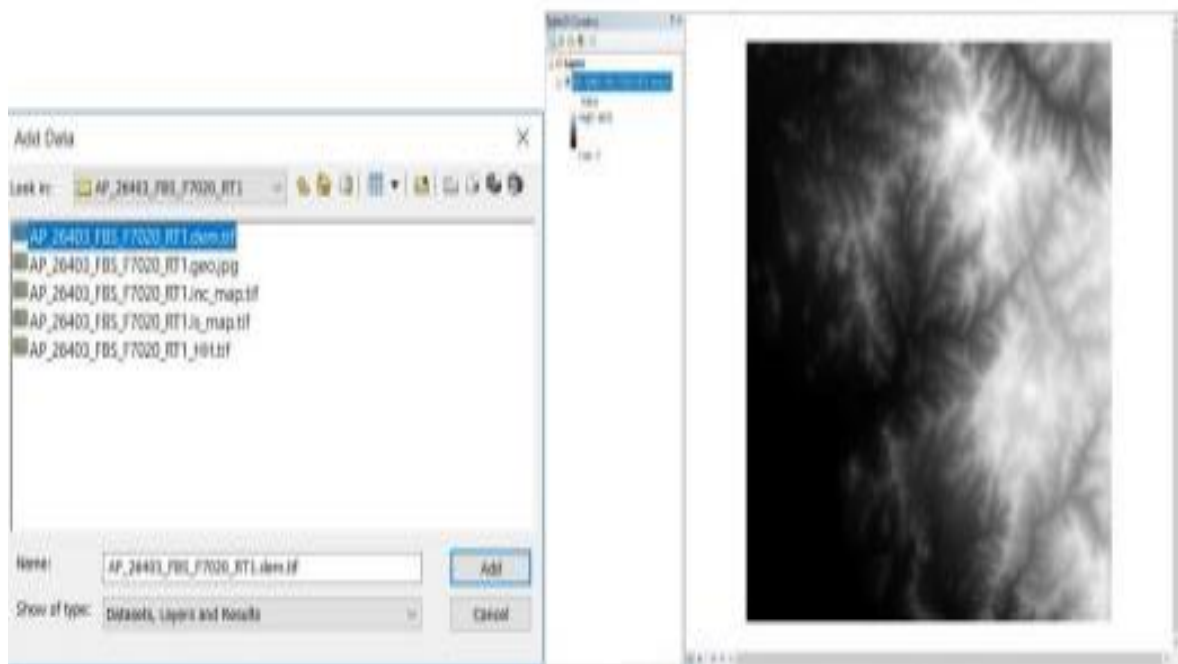 Add Data
Look in: AP_26403_FBS_F7020_RT1
AP_26403_FBS_F7020_RT1.dem.tif
AP_26403_FBS_F7020_RT1.geo.jpg
AP_26403_FBS_F7020_RT1.inc_map.tif
AP_26403_FBS_F7020_RT1.ls_map.tif
AP_26403_FBS_F7020_RT1_HH.tif
Name: AP_26403_FBS_F7020_RT1.dem.tif
Add
Show of type: Datasets, Layers and Results
Cancel